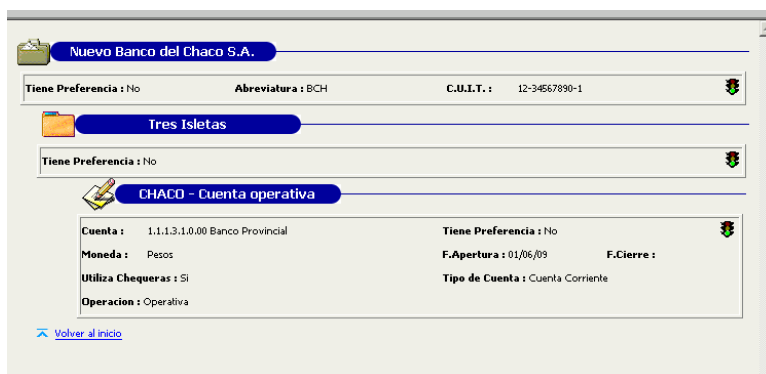 Nuevo Banco del Chaco S.A.
Tiene Preferencia : No Abreviatura : BCH C.U.I.T. : 12-34567890-1
Tres Isletas
Tiene Preferencia : No
CHACO - Cuenta operativa
Cuenta : 1.1.1.3.1.0.00 Banco Provincial Tiene Preferencia : No
Moneda : Pesos F.Apertura : 01/06/09 F.Cierre :
Utiliza Chequeras : Si Tipo de Cuenta : Cuenta Corriente
Operacion : Operativa
Volver al inicio